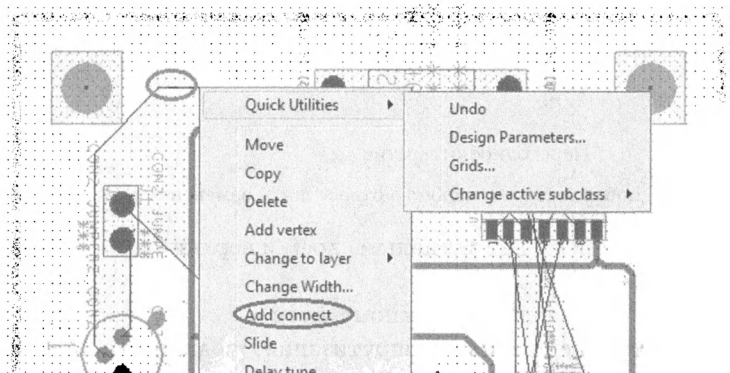 Quick Utilities
Move
Copy
Delete
Add vertex
Change to layer
Change Width...
Add connect
Slide
Delay tune
Undo
Design Parameters...
Grids...
Change active subclass